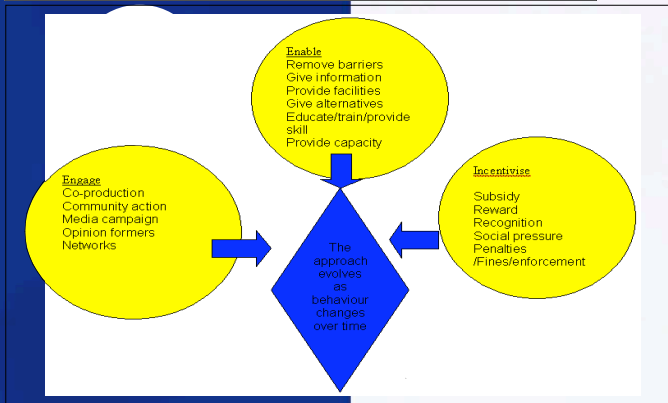 Enable
Remove barriers
Give information
Provide facilities
Give alternatives
Educate/train/provide
skill
Provide capacity
Engage
Co-production
Community action
Media campaign
Opinion formers
Networks
Incentivise
Subsidy
Reward
Recognition
Social pressure
Penalties
/Fines/enforcement
The
approach
evolves
as
behaviour
changes
over time